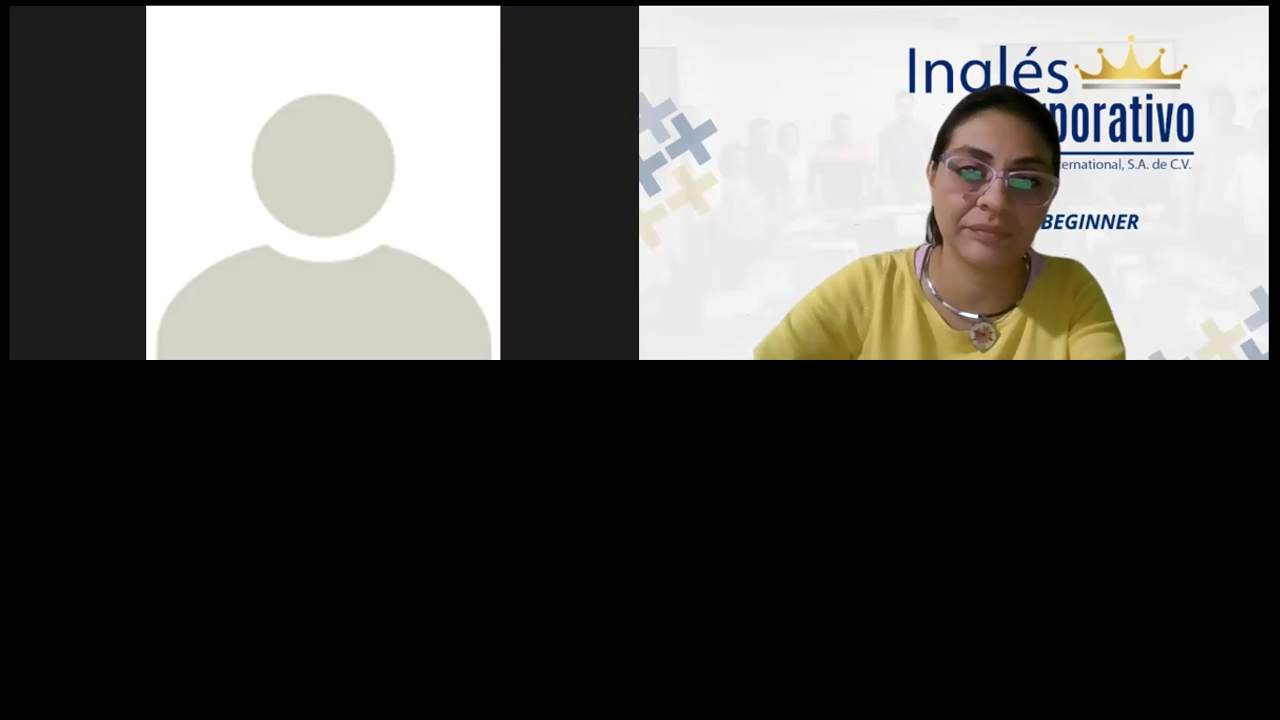 Inglés
porativo
ernational, S.A. de C.V.
BEGINNER